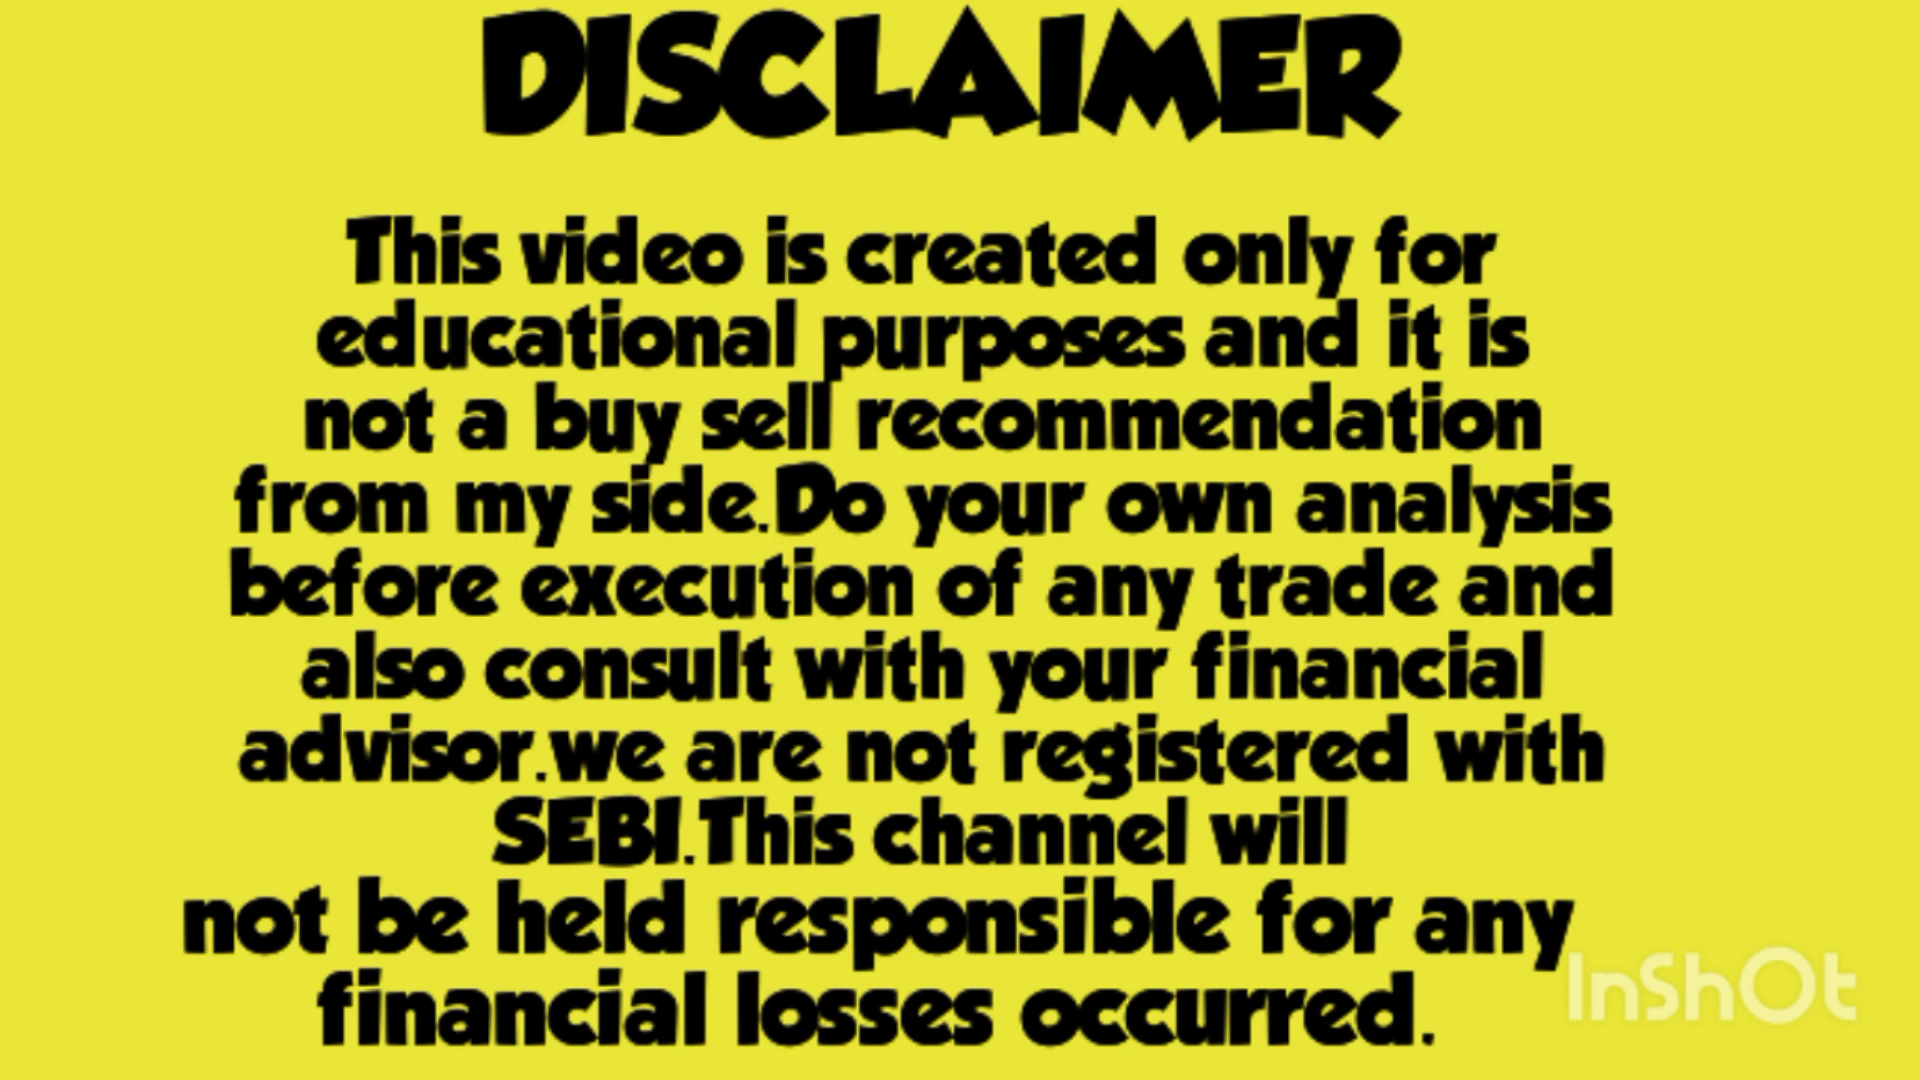 DISCLAIMER
This video is created only for
educational purposes and it is
not a buy sell recommendation
from my side.Do your own analysis
before execution of any trade and
also consult with your financial
advisor.we are not registered with
SEBI.This channel will
not be held responsible for any
financial losses occurred.
InShOt